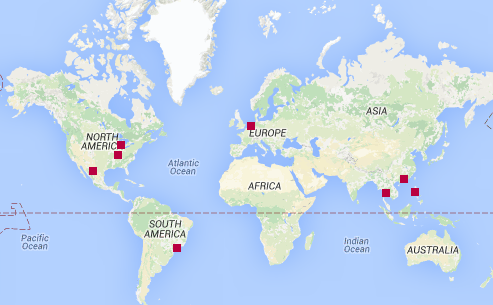 ASIA
EUROPE
NORTH
AMERICA
Atlantic
Ocean
AFRICA
SOUTH
AMERICA
Pacific
Ocean
Indian
Ocean
AUSTRALIA